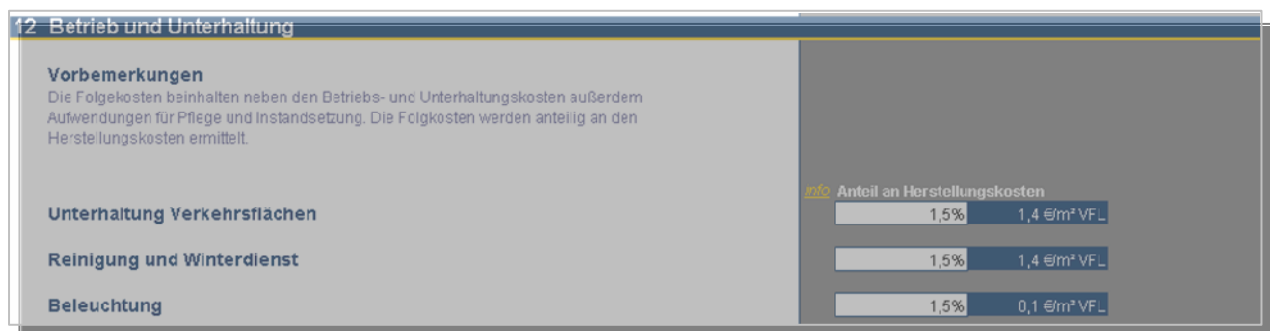 12 Betrieb und Unterhaltung
Vorbemerkungen
Die Folgekosten beinhalten neben den Betriebs- und Unterhaltungskosten außerdem
Aufwendungen für Pflege und Instandsetzung. Die Folgkosten werden anteilig an den
Herstellungskosten ermittelt.
info Anteil an Herstellungskosten
Unterhaltung Verkehrsflächen 1,5% 1,4 €/m² VFL
Reinigung und Winterdienst 1,5% 1,4 €/m² VFL
Beleuchtung 1,5% 0,1 €/m² VFL